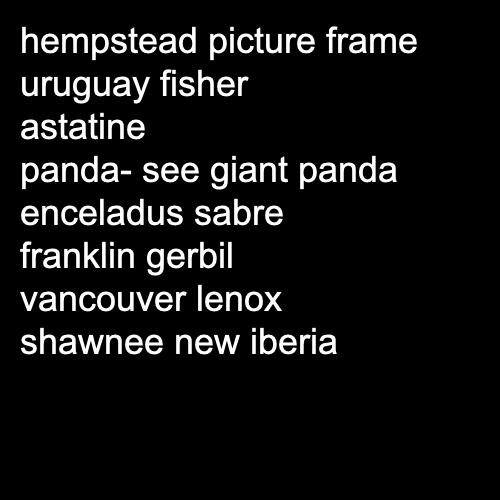 hempstead picture frame
uruguay fisher
astatine
panda- see giant panda
enceladus sabre
franklin gerbil
vancouver lenox
shawnee new iberia